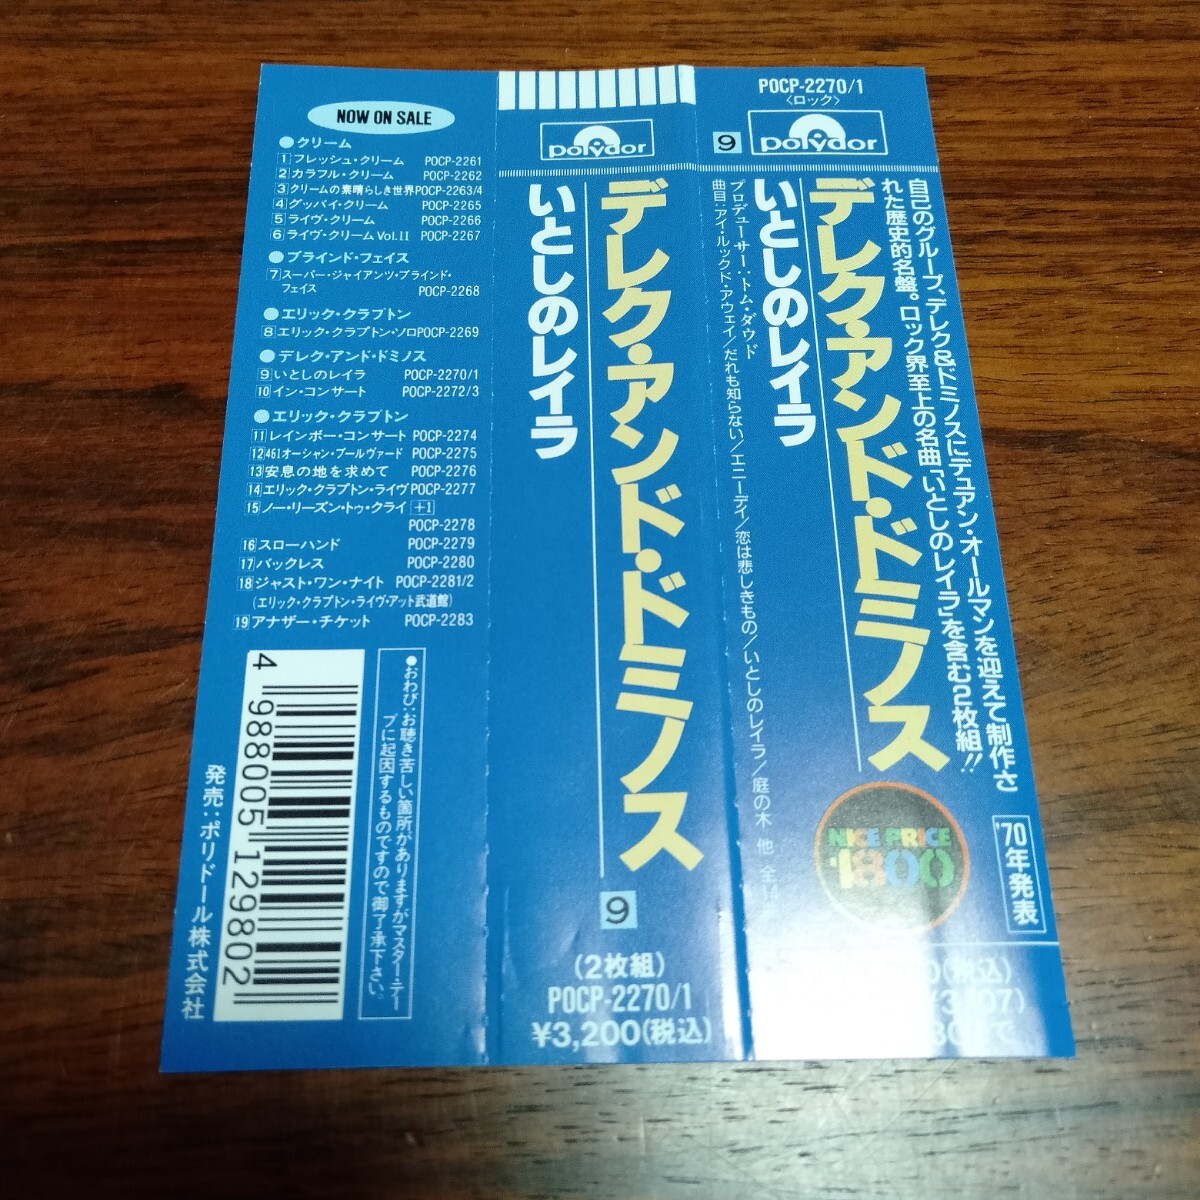 NOW ON SALE
●クリーム
1 フレッシュ・クリーム POCP-2261
2 カラフル・クリーム POCP-2262
3 クリームの素晴らしき世界 POCP-2263/4
4 グッバイ・クリーム POCP-2265
5 ライヴ・クリーム POCP-2266
6 ライヴ・クリーム Vol.II POCP-2267
●ブラインド・フェイス
7 スーパー・ジャイアンツ・ブラインド・
フェイス POCP-2268
●エリック・クラプトン
8 エリック・クラプトン・ソロ POCP-2269
●デレク・アンド・ドミノス
9 いとしのレイラ POCP-2270/1
10 イン・コンサート POCP-2272/3
●エリック・クラプトン
11 レインボー・コンサート POCP-2274
12 461オーシャン・ブールヴァード POCP-2275
13 安息の地を求めて POCP-2276
14 エリック・クラプトン・ライヴ POCP-2277
15 ノー・リーズン・トゥ・クライ +1
POCP-2278
16 スローハンド POCP-2279
17 バックレス POCP-2280
18 ジャスト・ワン・ナイト POCP-2281/2
(エリック・クラプトン・ライヴ・アット武道館)
19 アナザー・チケット POCP-2283
●おわび:お聴き苦しい箇所がありますがマスター・テー
プに起因するものですので御了承下さい。
4 988005 129802
発売:ポリドール株式会社
polydor
デレク・アンド・ドミノス
いとしのレイラ
9
(2枚組)
POCP-2270/1
¥3,200(税込)
POCP-2270/1
〈ロック〉
9
polydor
自己のグループ、デレク&ドミノスにデュアン・オールマンを迎えて制作さ
れた歴史的名盤。ロック界至上の名曲「いとしのレイラ」を含む2枚組!!
デレク・アンド・ドミノス
いとしのレイラ
プロデューサー:トム・ダウド
曲目:アイ・ルックド・アウェイ/だれも知らない/エニーデイ/恋は悲しきもの/いとしのレイラ/庭の木 他 全14
NICE PRICE
1800
'70年発表
0(税込)